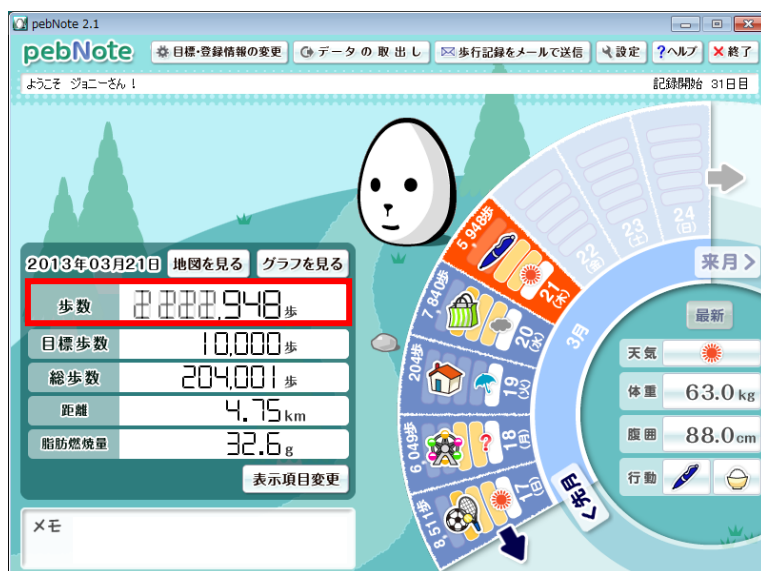 pebNote 2.1
pebNote
目標・登録情報の変更
データの取出し
歩行記録をメールで送信
設定
?ヘルプ
×終了
ようこそ ジョニーさん!
記録開始 31日目
2013年03月21日
地図を見る
グラフを見る
歩数
,948歩
目標歩数 10,000歩
総歩数 204,001歩
距離 4.75km
脂肪燃焼量 32.6g
表示項目変更
メモ
24
(日)
23
(土)
22
(金)
5,948歩
21
(木)
7,840歩
20
(水)
204歩
19
(火)
6,049歩
?
18
(月)
8,511歩
17
(日)
3月
<先月
来月>
最新
天気
体重 63.0kg
腹囲 88.0cm
行動